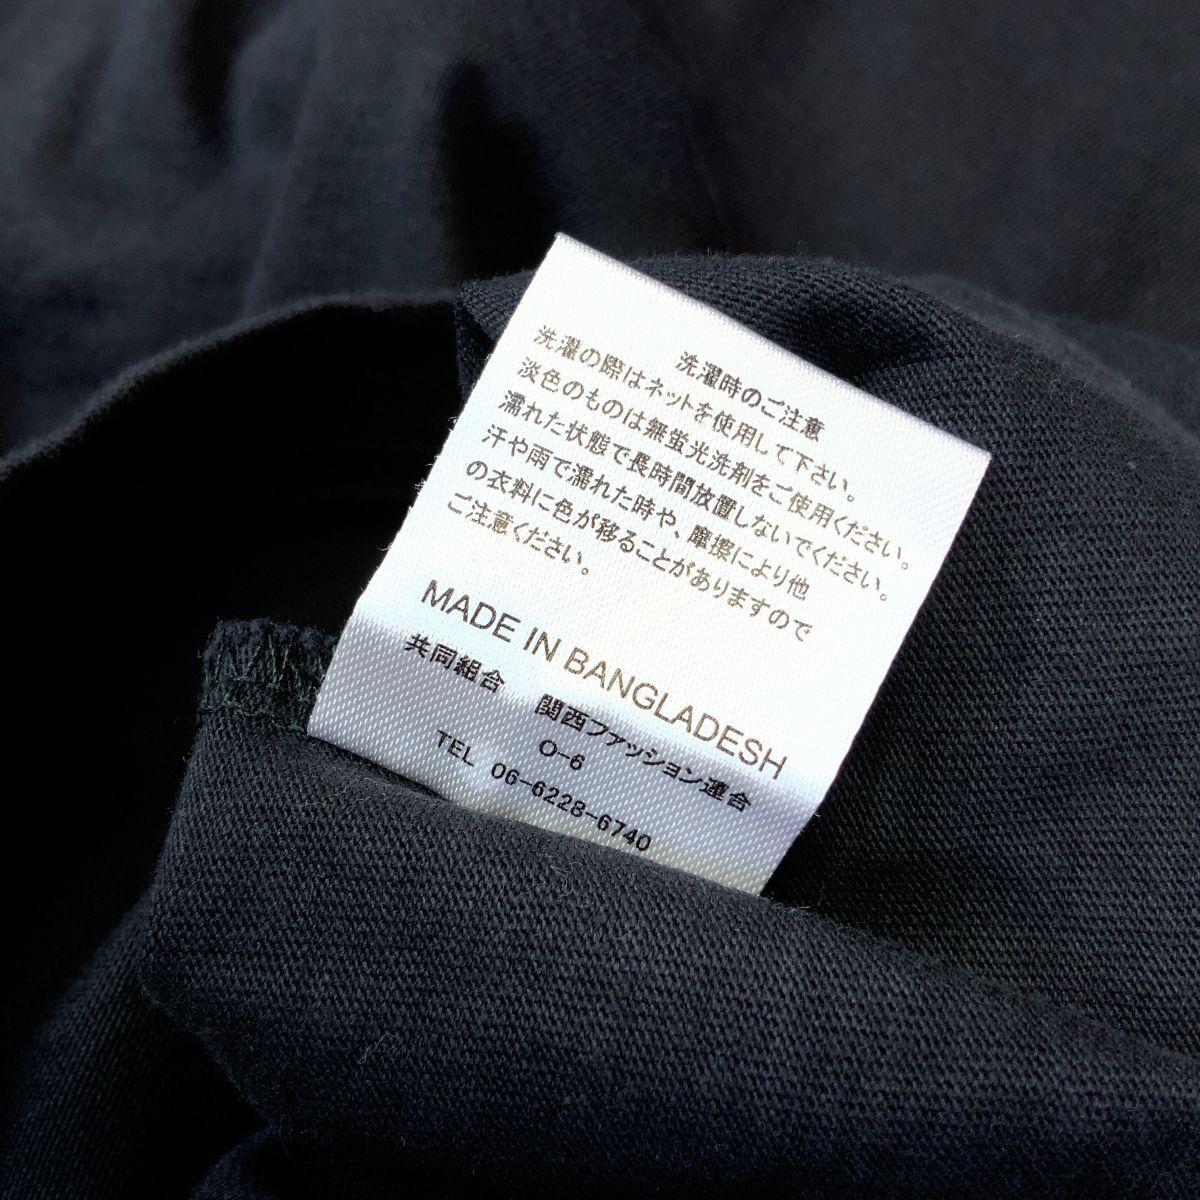 洗濯時のご注意
洗濯の際はネットを使用して下さい。
淡色のものは無蛍光洗剤をご使用ください。
濡れた状態で長時間放置しないでください。
汗や雨で濡れた時や、摩擦により他
の衣料に色が移ることがありますので
ご注意ください。
MADE IN BANGLADESH
共同組合 関西ファッション連合
O-6
TEL 06-6228-6740